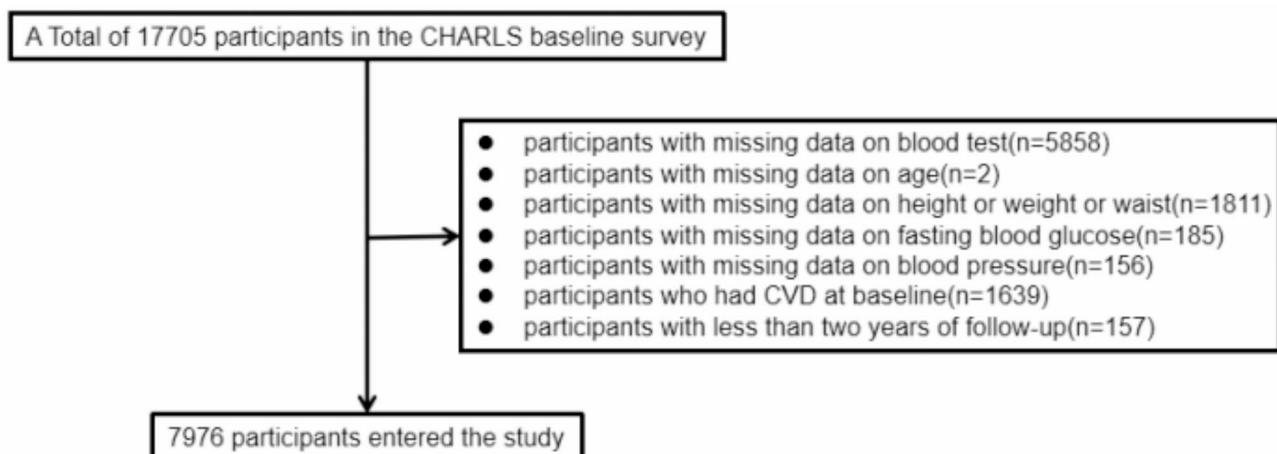 A Total of 17705 participants in the CHARLS baseline survey
● participants with missing data on blood test(n=5858)
● participants with missing data on age(n=2)
● participants with missing data on height or weight or waist(n=1811)
● participants with missing data on fasting blood glucose(n=185)
● participants with missing data on blood pressure(n=156)
● participants who had CVD at baseline(n=1639)
● participants with less than two years of follow-up(n=157)
7976 participants entered the study